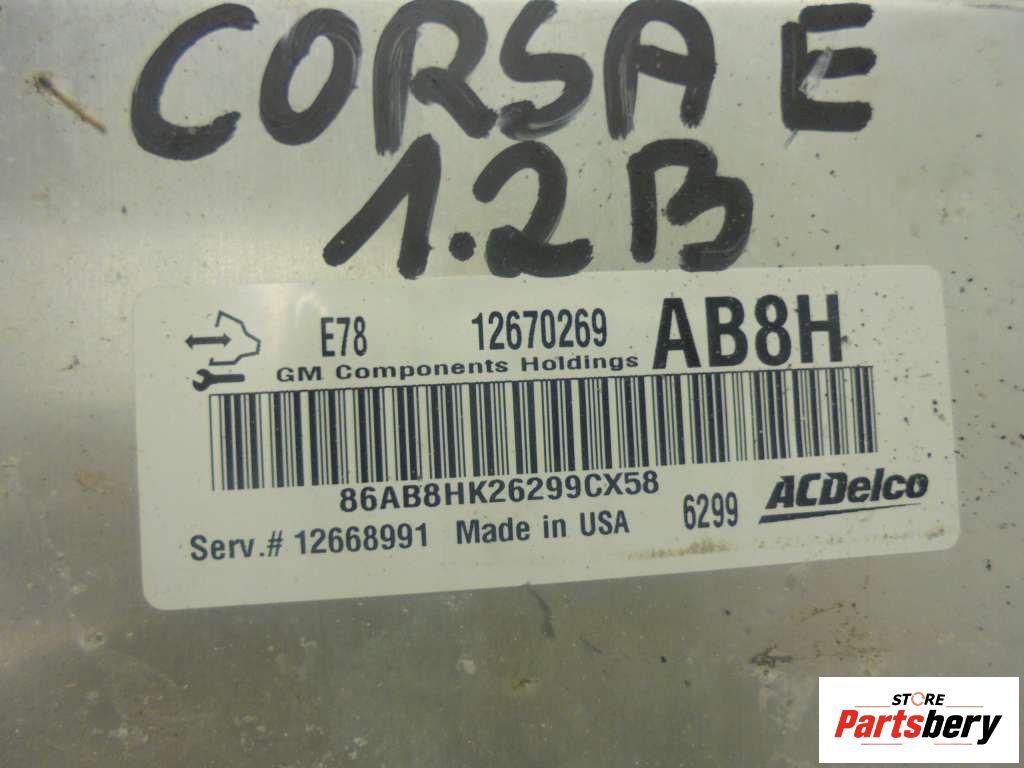 CORSA E
1.2B
E78 12670269 AB8H
GM Components Holdings
86AB8HK26299CX58
6299 ACDelco
Serv.# 12668991 Made in USA
STORE
Partsbery